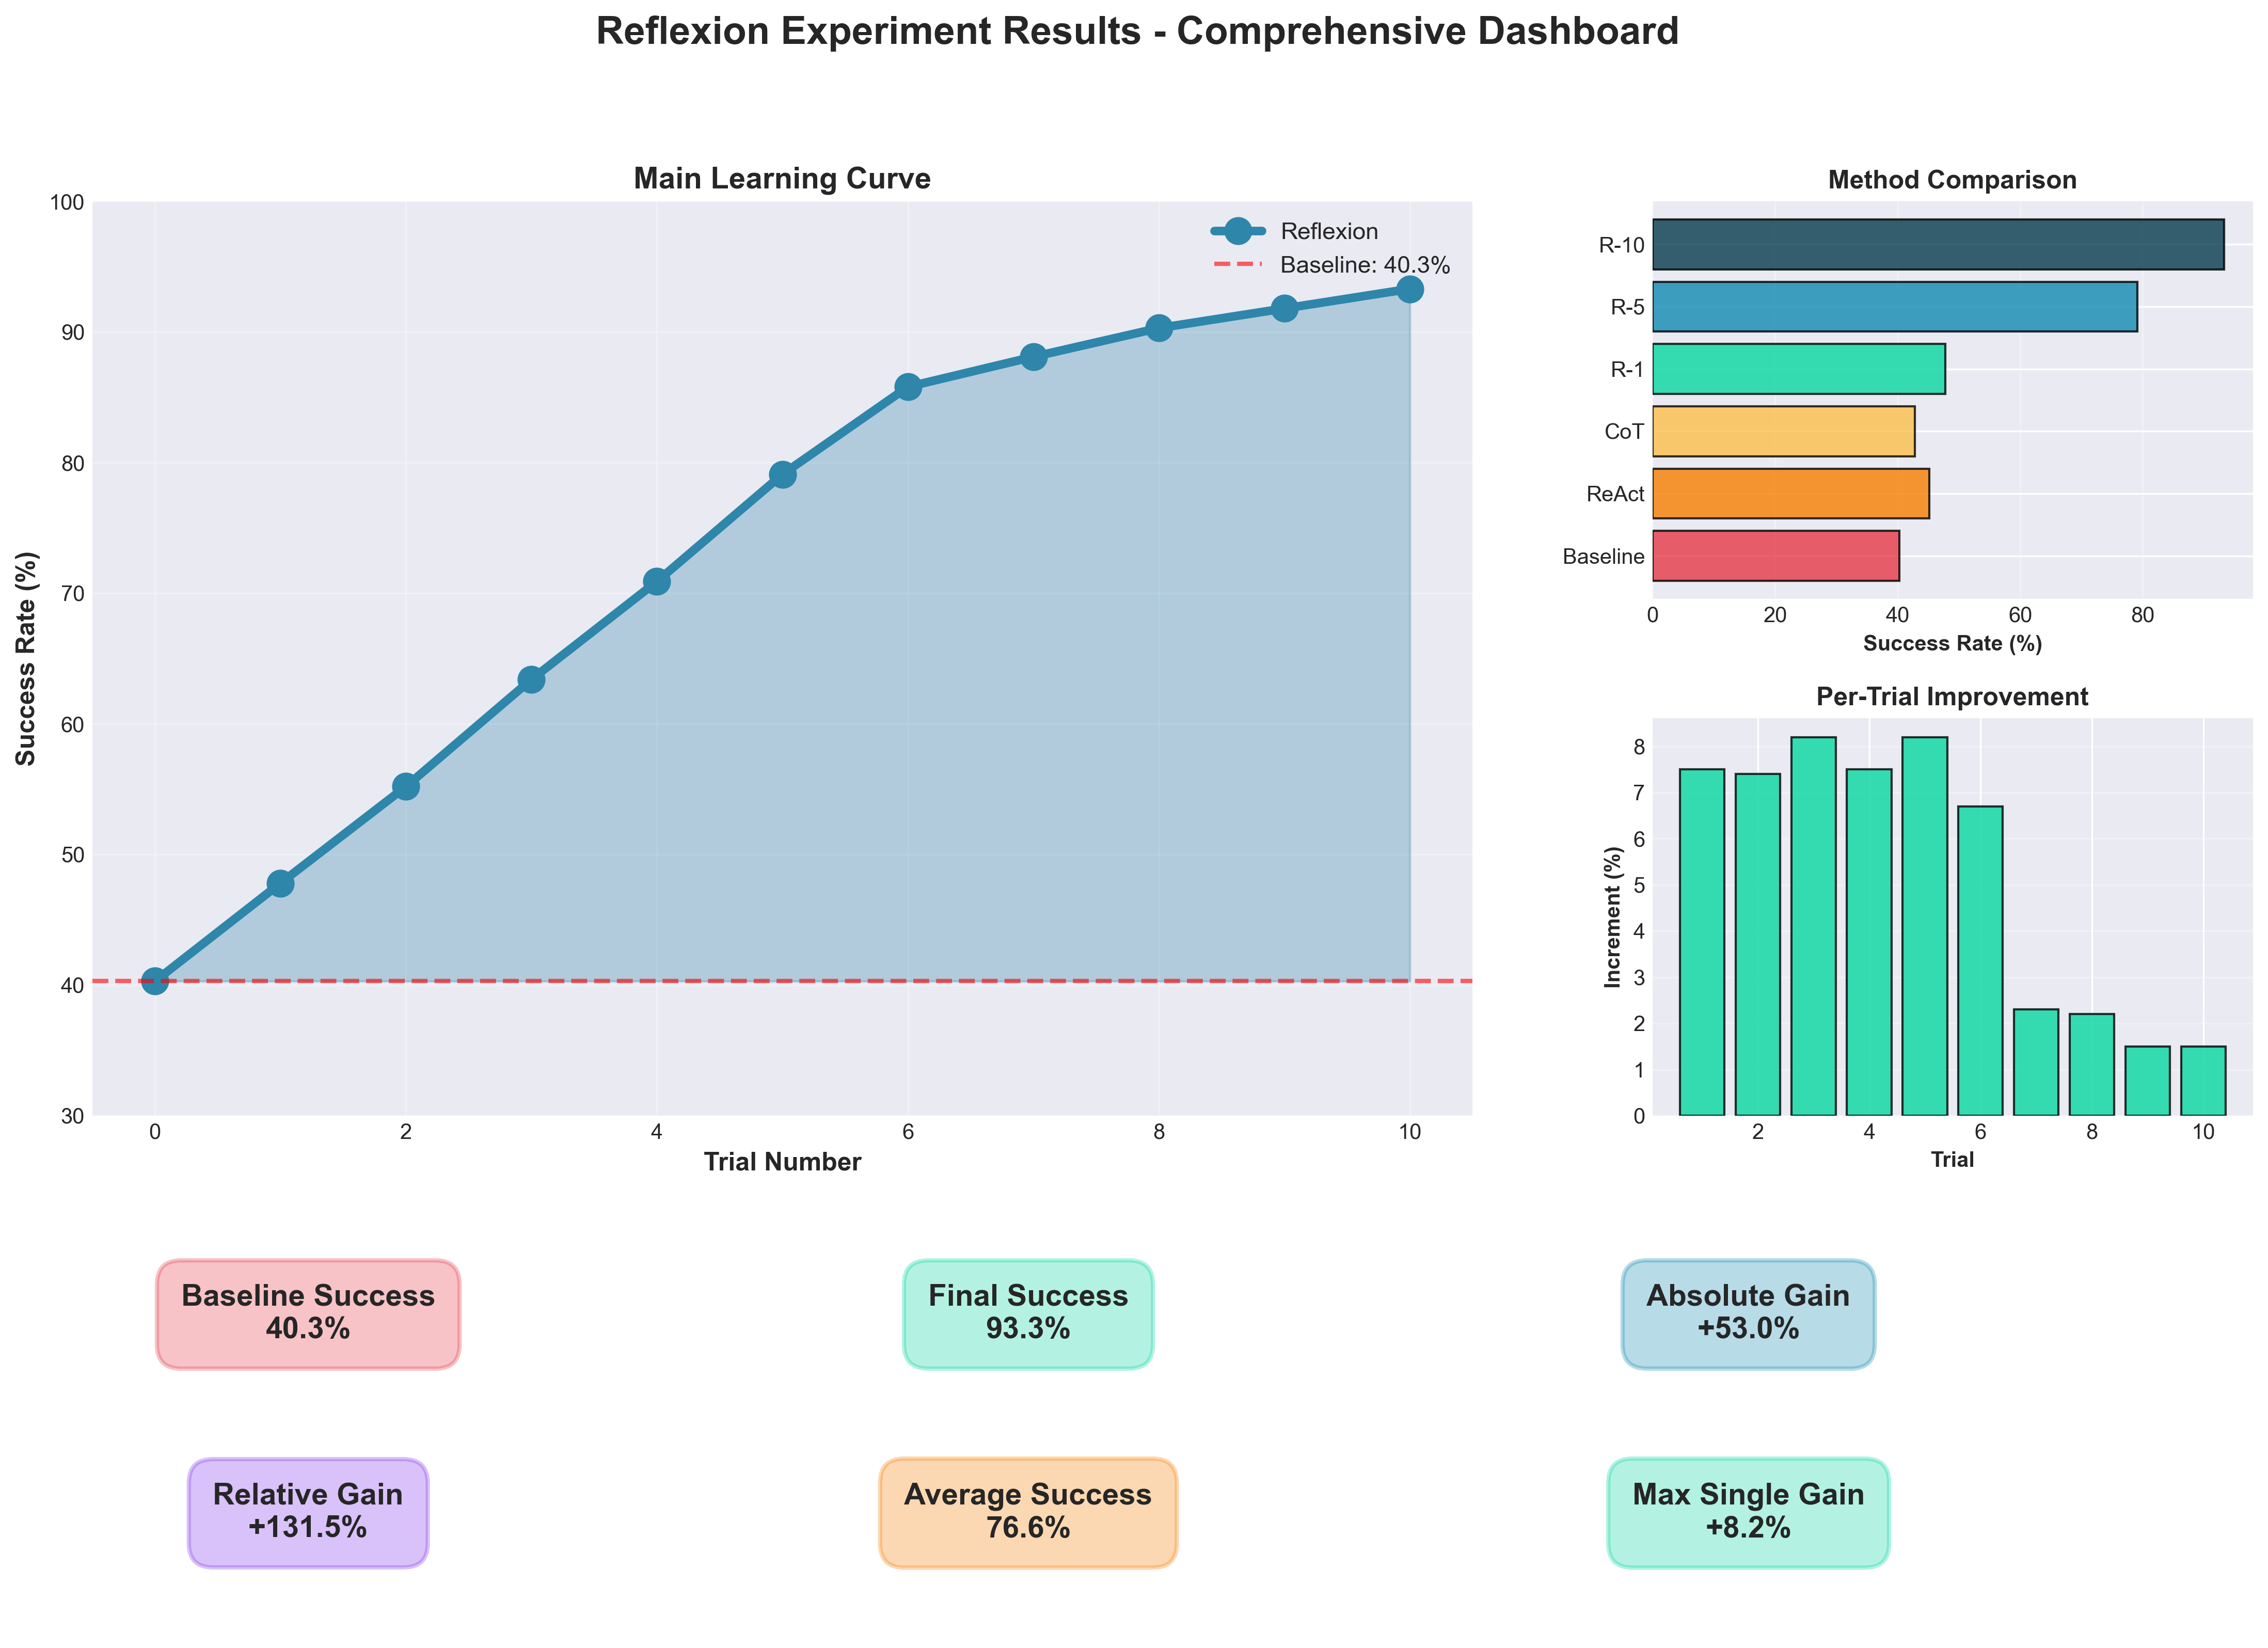 Reflexion Experiment Results - Comprehensive Dashboard
Main Learning Curve
100
90
80
70
60
50
40
30
Success Rate (%)
0 2 4 6 8 10
Trial Number
Reflexion
Baseline: 40.3%
Method Comparison
R-10
R-5
R-1
CoT
ReAct
Baseline
0 20 40 60 80
Success Rate (%)
Per-Trial Improvement
8
7
6
5
4
3
2
1
0
Increment (%)
2 4 6 8 10
Trial
Baseline Success
40.3%
Final Success
93.3%
Absolute Gain
+53.0%
Relative Gain
+131.5%
Average Success
76.6%
Max Single Gain
+8.2%